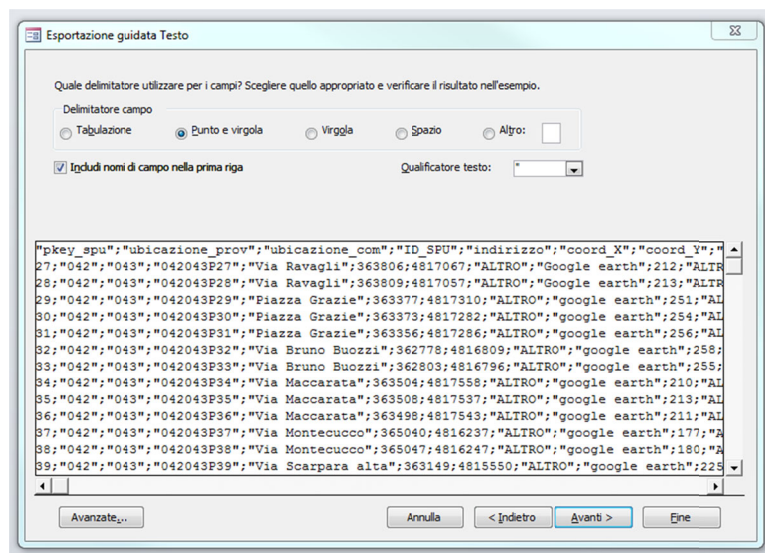 Esportazione guidata Testo
Quale delimitatore utilizzare per i campi? Scegliere quello appropriato e verificare il risultato nell'esempio.
Delimitatore campo
Tabulazione Punto e virgola Virgola Spazio Altro:
Includi nomi di campo nella prima riga Qualificatore testo: "
"pkey_spu";"ubicazione_prov";"ubicazione_com";"ID_SPU";"indirizzo";"coord_X";"coord_Y";"
27;"042";"043";"042043P27";"Via Ravagli";363806;4817067;"ALTRO";"Google earth";212;"ALTR
28;"042";"043";"042043P28";"Via Ravagli";363809;4817057;"ALTRO";"Google earth";213;"ALTR
29;"042";"043";"042043P29";"Piazza Grazie";363377;4817310;"ALTRO";"google earth";251;"AL
30;"042";"043";"042043P30";"Piazza Grazie";363373;4817282;"ALTRO";"google earth";254;"AL
31;"042";"043";"042043P31";"Piazza Grazie";363356;4817286;"ALTRO";"google earth";256;"AL
32;"042";"043";"042043P32";"Via Bruno Buozzi";362778;4816809;"ALTRO";"google earth";258;
33;"042";"043";"042043P33";"Via Bruno Buozzi";362803;4816796;"ALTRO";"google earth";255;
34;"042";"043";"042043P34";"Via Maccarata";363504;4817558;"ALTRO";"google earth";210;"AL
35;"042";"043";"042043P35";"Via Maccarata";363508;4817537;"ALTRO";"google earth";213;"AL
36;"042";"043";"042043P36";"Via Maccarata";363498;4817543;"ALTRO";"google earth";211;"AL
37;"042";"043";"042043P37";"Via Montecucco";365040;4816237;"ALTRO";"google earth";177;"A
38;"042";"043";"042043P38";"Via Montecucco";365047;4816247;"ALTRO";"google earth";180;"A
39;"042";"043";"042043P39";"Via Scarpara alta";363149;4815550;"ALTRO";"google earth";225
Avanzate... Annulla < Indietro Avanti > Fine